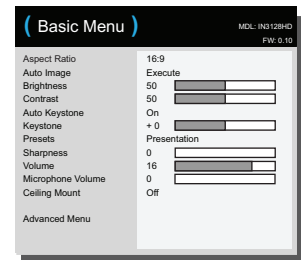 ( Basic Menu )
MDL: IN3128HD
FW: 0.10
Aspect Ratio 16:9
Auto Image Execute
Brightness 50
Contrast 50
Auto Keystone On
Keystone + 0
Presets Presentation
Sharpness 0
Volume 16
Microphone Volume 0
Ceiling Mount Off
Advanced Menu